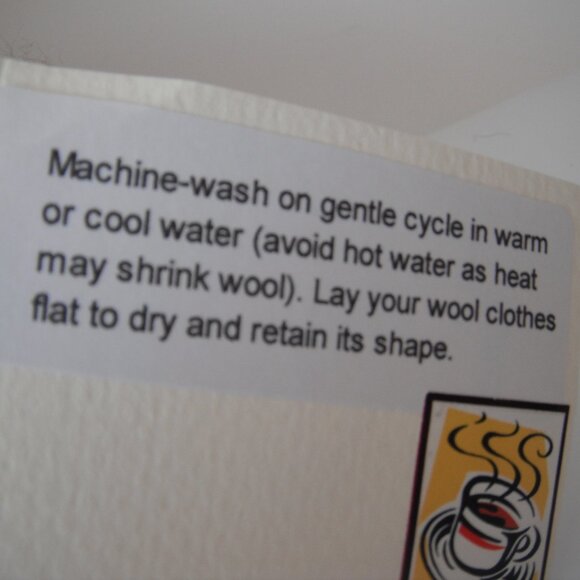 Machine-wash on gentle cycle in warm
or cool water (avoid hot water as heat
may shrink wool). Lay your wool clothes
flat to dry and retain its shape.